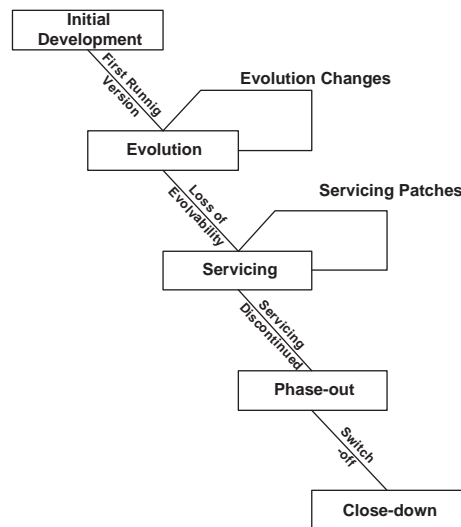 Initial
Development
First Runnig
Version
Evolution Changes
Evolution
Loss of
Evolvability
Servicing Patches
Servicing
Servicing
Discontinued
Phase-out
Switch
-off
Close-down